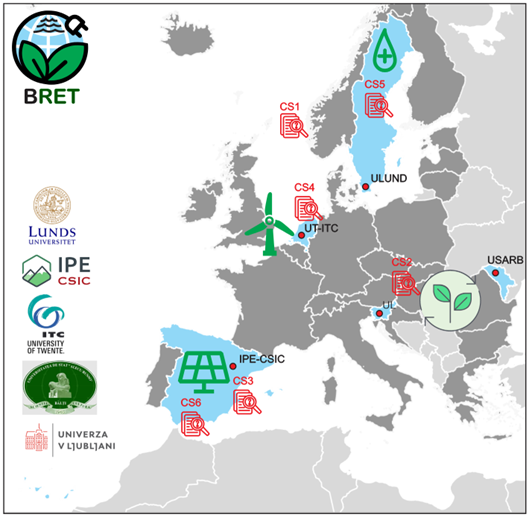 BRET
CS5
CS1
ULUND
CS4
UT-ITC
LUNDS
UNIVERSITET
IPE
CSIC
CS2
USARB
UL
ITC
UNIVERSITY
OF TWENTE.
IPE-CSIC
CS3
CS6
UNIVERZA
V LJUBLJANI